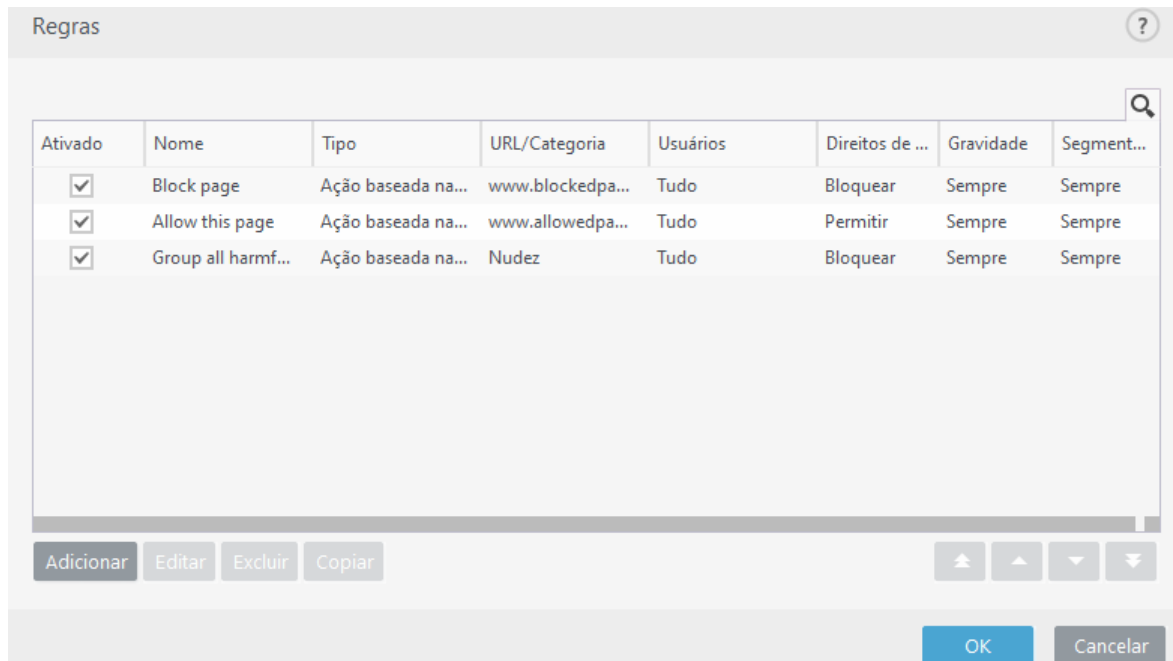 Regras ?
Ativado Nome Tipo URL/Categoria Usuários Direitos de ... Gravidade Segment...
Block page Ação baseada na... www.blockedpa... Tudo Bloquear Sempre Sempre
Allow this page Ação baseada na... www.allowedpa... Tudo Permitir Sempre Sempre
Group all harmf... Ação baseada na... Nudez Tudo Bloquear Sempre Sempre
Adicionar Editar Excluir Copiar
OK Cancelar